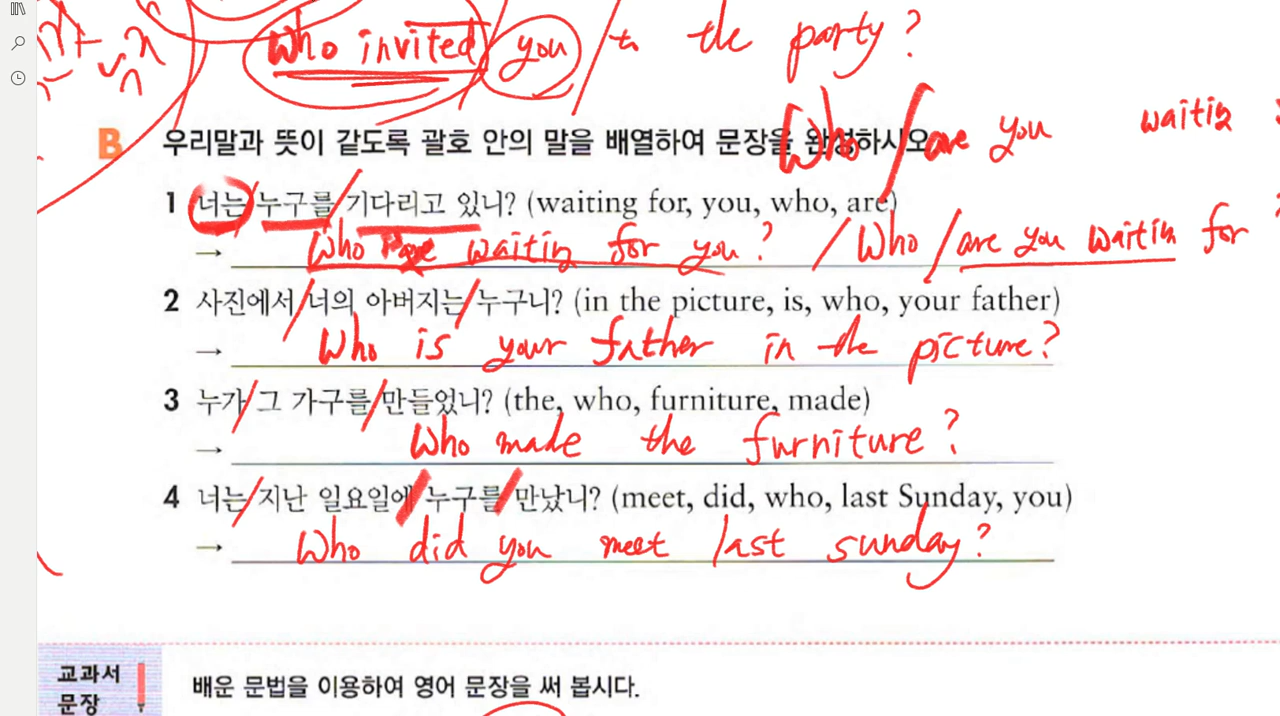 who invited you to the party?
Who / are you waitin
B 우리말과 뜻이 같도록 괄호 안의 말을 배열하여 문장을 완성하시오
1 너는/누구를/기다리고 있니? (waiting for, you, who, are)
→ Who waitin for you? / Who / are you waitin for ?
2 사진에서/너의 아버지는/누구니? (in the picture, is, who, your father)
→ Who is your father in the picture?
3 누가/그 가구를/만들었니? (the, who, furniture, made)
→ Who made the furniture?
4 너는/지난 일요일에/누구를/만났니? (meet, did, who, last Sunday, you)
→ Who did you meet last sunday?
교과서
문장
배운 문법을 이용하여 영어 문장을 써 봅시다.